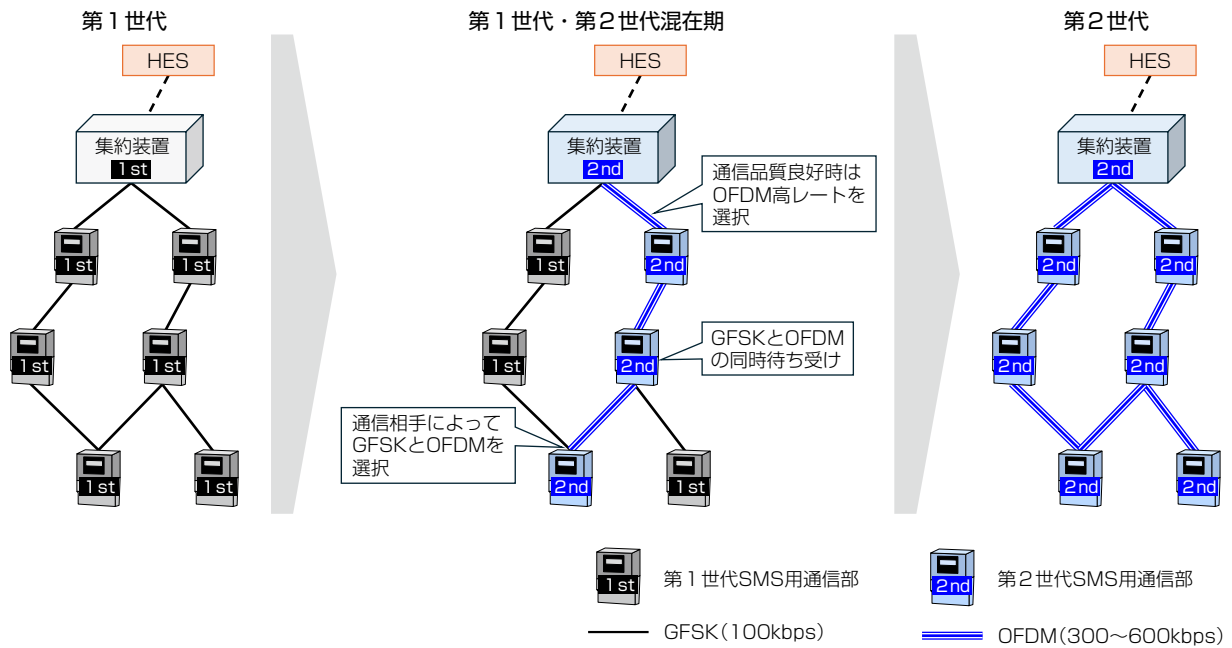 第1世代
HES
集約装置
1st
1st
1st
1st
1st
1st
1st
第1世代・第2世代混在期
HES
集約装置
2nd
通信品質良好時は
OFDM高レートを
選択
1st
2nd
1st
2nd
GFSKとOFDM
の同時待ち受け
通信相手によって
GFSKとOFDMを
選択
2nd
1st
第2世代
HES
集約装置
2nd
2nd
2nd
2nd
2nd
2nd
2nd
1st
第1世代SMS用通信部
2nd
第2世代SMS用通信部
GFSK(100kbps)
OFDM(300～600kbps)